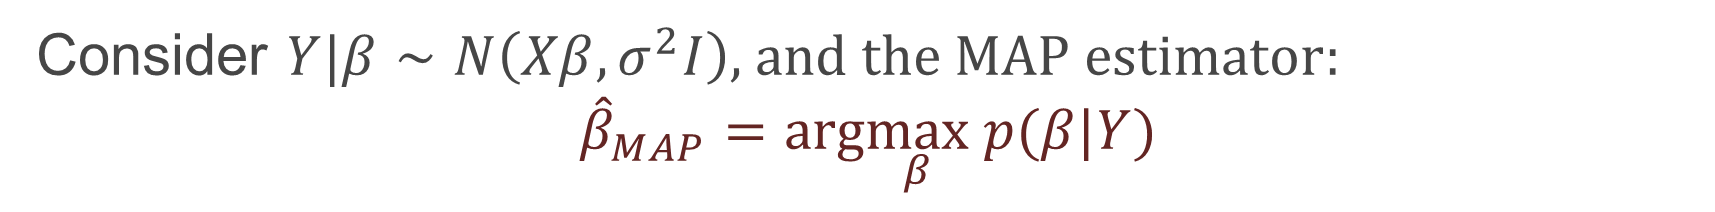 Consider Y|β ~ N(Xβ, σ²I), and the MAP estimator:
β̂_MAP = argmax_β p(β|Y)